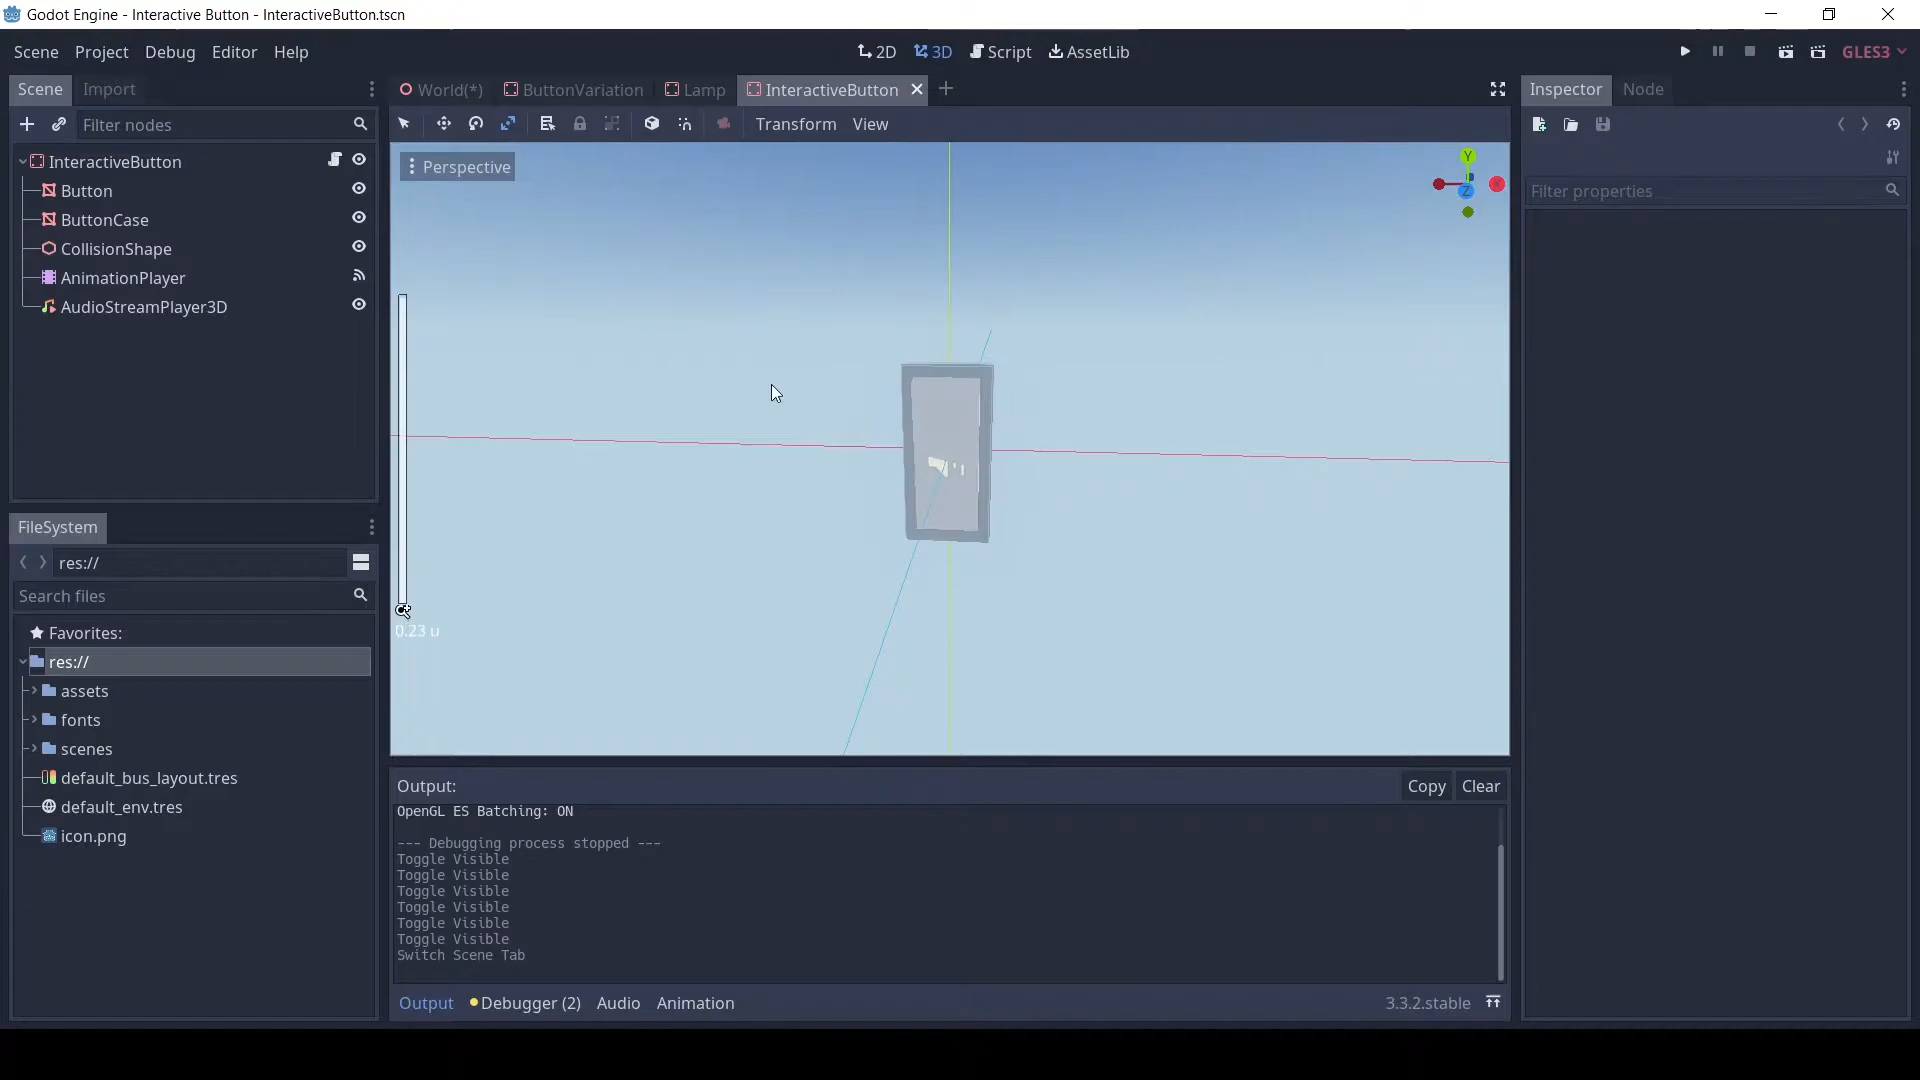 Godot Engine - Interactive Button - InteractiveButton.tscn
Scene Project Debug Editor Help
2D 3D Script AssetLib
GLES3
Scene Import
World(*) ButtonVariation Lamp InteractiveButton
Inspector Node
Filter nodes
Transform View
InteractiveButton
Button
ButtonCase
CollisionShape
AnimationPlayer
AudioStreamPlayer3D
Perspective
Y
Z
0.23 u
Filter properties
FileSystem
res://
Search files
Favorites:
res://
assets
fonts
scenes
default_bus_layout.tres
default_env.tres
icon.png
Output:
Copy Clear
OpenGL ES Batching: ON
--- Debugging process stopped ---
Toggle Visible
Toggle Visible
Toggle Visible
Toggle Visible
Toggle Visible
Toggle Visible
Switch Scene Tab
Output Debugger (2) Audio Animation
3.3.2.stable